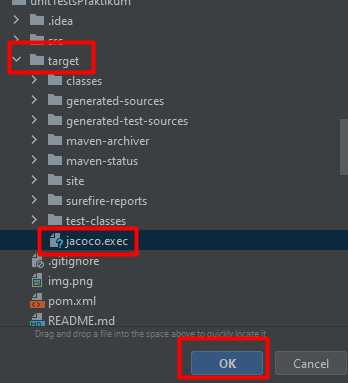 unitTestsPraktikum
.idea
src
target
classes
generated-sources
generated-test-sources
maven-archiver
maven-status
site
surefire-reports
test-classes
jacoco.exec
.gitignore
img.png
pom.xml
README.md
Drag and drop a file into the space above to quickly locate it
OK
Cancel